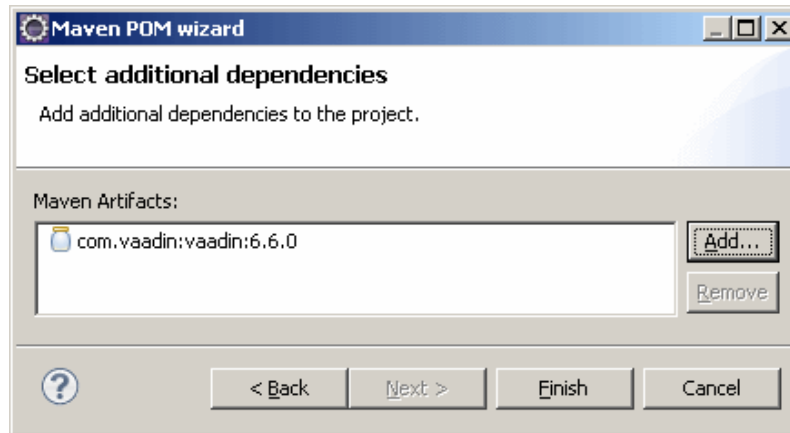 Maven POM wizard
Select additional dependencies
Add additional dependencies to the project.
Maven Artifacts:
com.vaadin:vaadin:6.6.0
Add...
Remove
?
< Back
Next >
Finish
Cancel